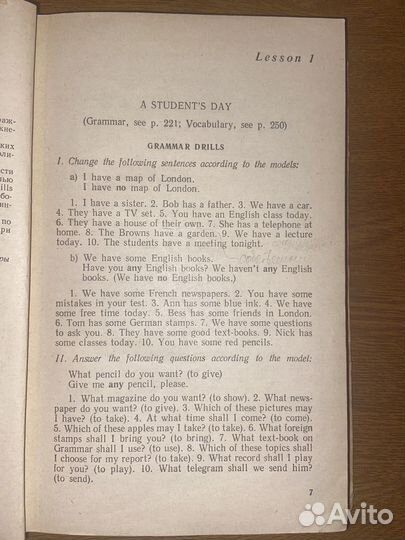 Lesson 1
A STUDENT'S DAY
(Grammar, see p. 221; Vocabulary, see p. 250)
GRAMMAR DRILLS
I. Change the following sentences according to the models:
a) I have a map of London.
I have no map of London.
1. I have a sister. 2. Bob has a father. 3. We have a car.
4. They have a TV set. 5. You have an English class today.
6. They have a house of their own. 7. She has a telephone at
home. 8. The Browns have a garden. 9. We have a lecture
today. 10. The students have a meeting tonight.
b) We have some English books.
Have you any English books? We haven't any English
books. (We have no English books.)
1. We have some French newspapers. 2. You have some
mistakes in your test. 3. Ann has some blue ink. 4. We have
some free time today. 5. Bess has some friends in London.
6. Tom has some German stamps. 7. We have some questions
to ask you. 8. They have some good text-books. 9. Nick has
some classes today. 10. You have some red pencils.
II. Answer the following questions according to the model:
What pencil do you want? (to give)
Give me any pencil, please.
1. What magazine do you want? (to show). 2. What news-
paper do you want? (to give). 3. Which of these pictures may
I have? (to take). 4. At what time shall I come? (to come).
5. Which of these apples may I take? (to take). 6. What foreign
stamps shall I bring you? (to bring). 7. What text-book on
Grammar shall I use? (to use). 8. Which of these topics shall
I choose for my report? (to take). 9. What record shall I play
for you? (to play). 10. What telegram shall we send him?
(to send).
7
Avito